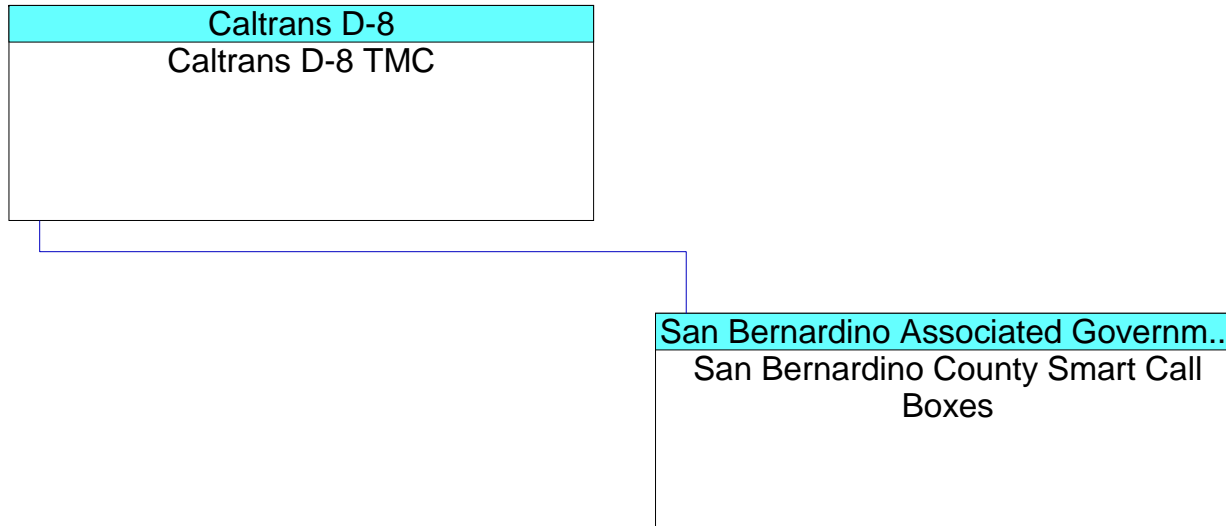 Caltrans D-8
Caltrans D-8 TMC
San Bernardino Associated Governm..
San Bernardino County Smart Call
Boxes